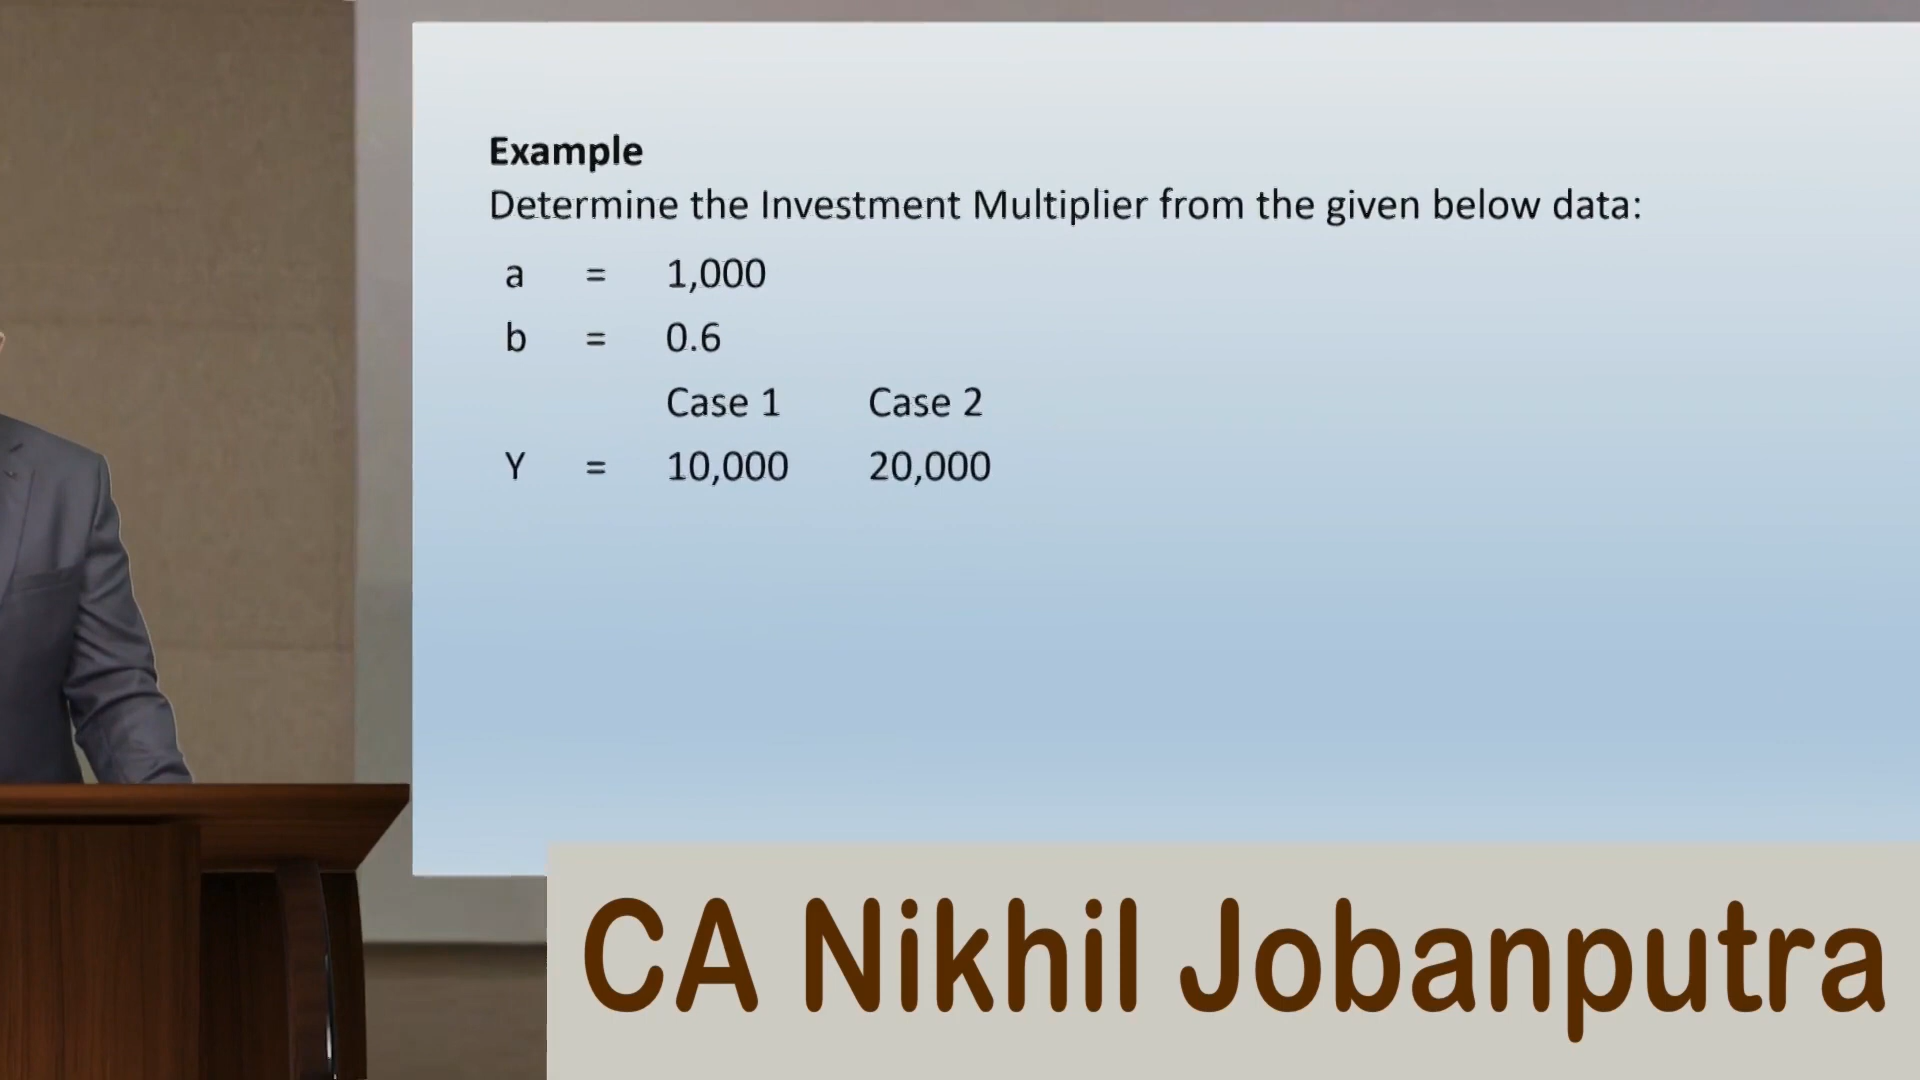 Example
Determine the Investment Multiplier from the given below data:
a = 1,000
b = 0.6
Case 1 Case 2
Y = 10,000 20,000
CA Nikhil Jobanputra